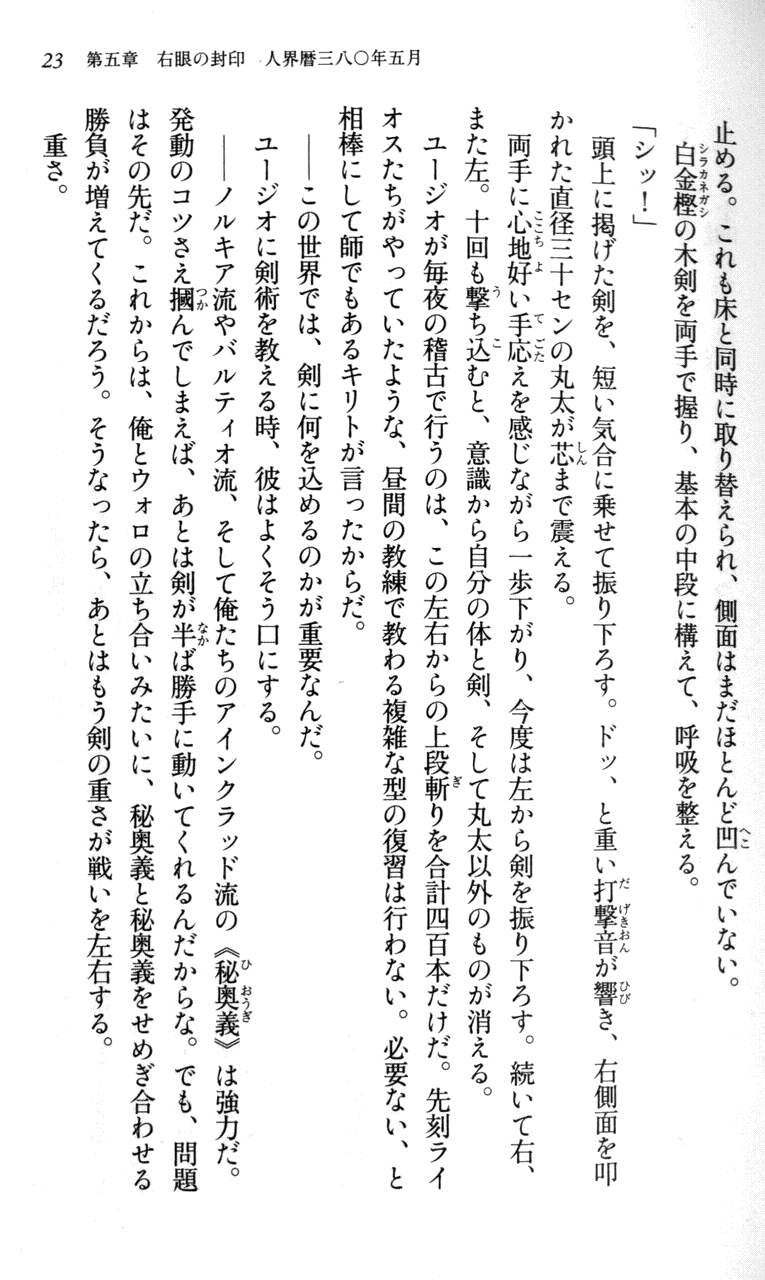 23　第五章　右眼の封印　人界暦三八〇年五月
止める。これも床と同時に取り替えられ、側面はまだほとんど凹んでいない。
白金樫の木剣を両手で握り、基本の中段に構えて、呼吸を整える。
「シッ！」
頭上に掲げた剣を、短い気合に乗せて振り下ろす。ドッ、と重い打撃音が響き、右側面を叩
かれた直径三十センの丸太が芯まで震える。
両手に心地好い手応えを感じながら一歩下がり、今度は左から剣を振り下ろす。続いて右、
また左。十回も撃ち込むと、意識から自分の体と剣、そして丸太以外のものが消える。
ユージオが毎夜の稽古で行うのは、この左右からの上段斬りを合計四百本だけだ。先刻ライ
オスたちがやっていたような、昼間の教練で教わる複雑な型の復習は行わない。必要ない、と
相棒にして師でもあるキリトが言ったからだ。
――この世界では、剣に何を込めるのかが重要なんだ。
ユージオに剣術を教える時、彼はよくそう口にする。
――ノルキア流やバルティオ流、そして俺たちのアインクラッド流の《秘奥義》は強力だ。
発動のコツさえ摑んでしまえば、あとは剣が半ば勝手に動いてくれるんだからな。でも、問題
はその先だ。これからは、俺とウォロの立ち合いみたいに、秘奥義と秘奥義をせめぎ合わせる
勝負が増えてくるだろう。そうなったら、あとはもう剣の重さが戦いを左右する。
重さ。